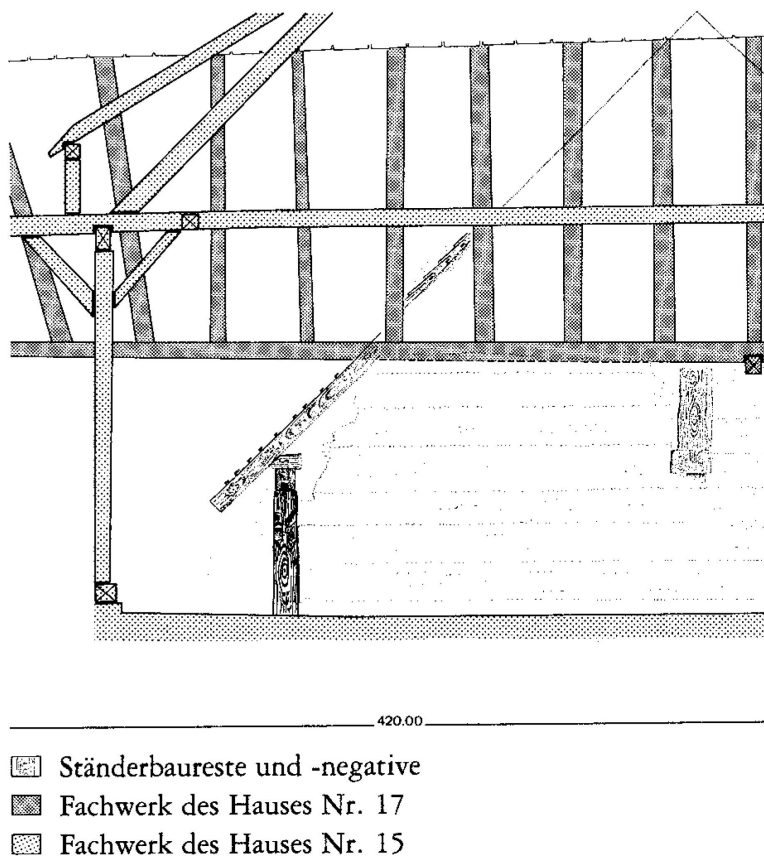 420.00
Ständerbaureste und -negative
Fachwerk des Hauses Nr. 17
Fachwerk des Hauses Nr. 15